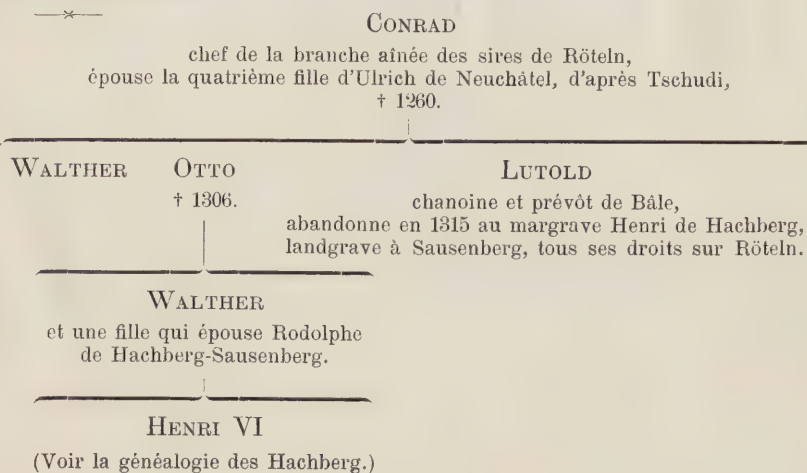 CONRAD
chef de la branche aînée des sires de Röteln,
épouse la quatrième fille d'Ulrich de Neuchâtel, d'après Tschudi,
† 1260.
WALTHER OTTO LUTOLD
† 1306. chanoine et prévôt de Bâle,
abandonne en 1315 au margrave Henri de Hachberg,
landgrave à Sausenberg, tous ses droits sur Röteln.
WALTHER
et une fille qui épouse Rodolphe
de Hachberg-Sausenberg.
HENRI VI
(Voir la généalogie des Hachberg.)